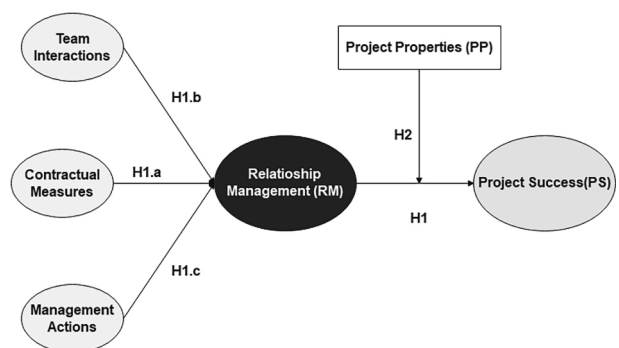 Team
Interactions
Project Properties (PP)
H1.b
H2
Contractual
Measures
H1.a
Relatioship
Management (RM)
Project Success(PS)
H1
H1.c
Management
Actions